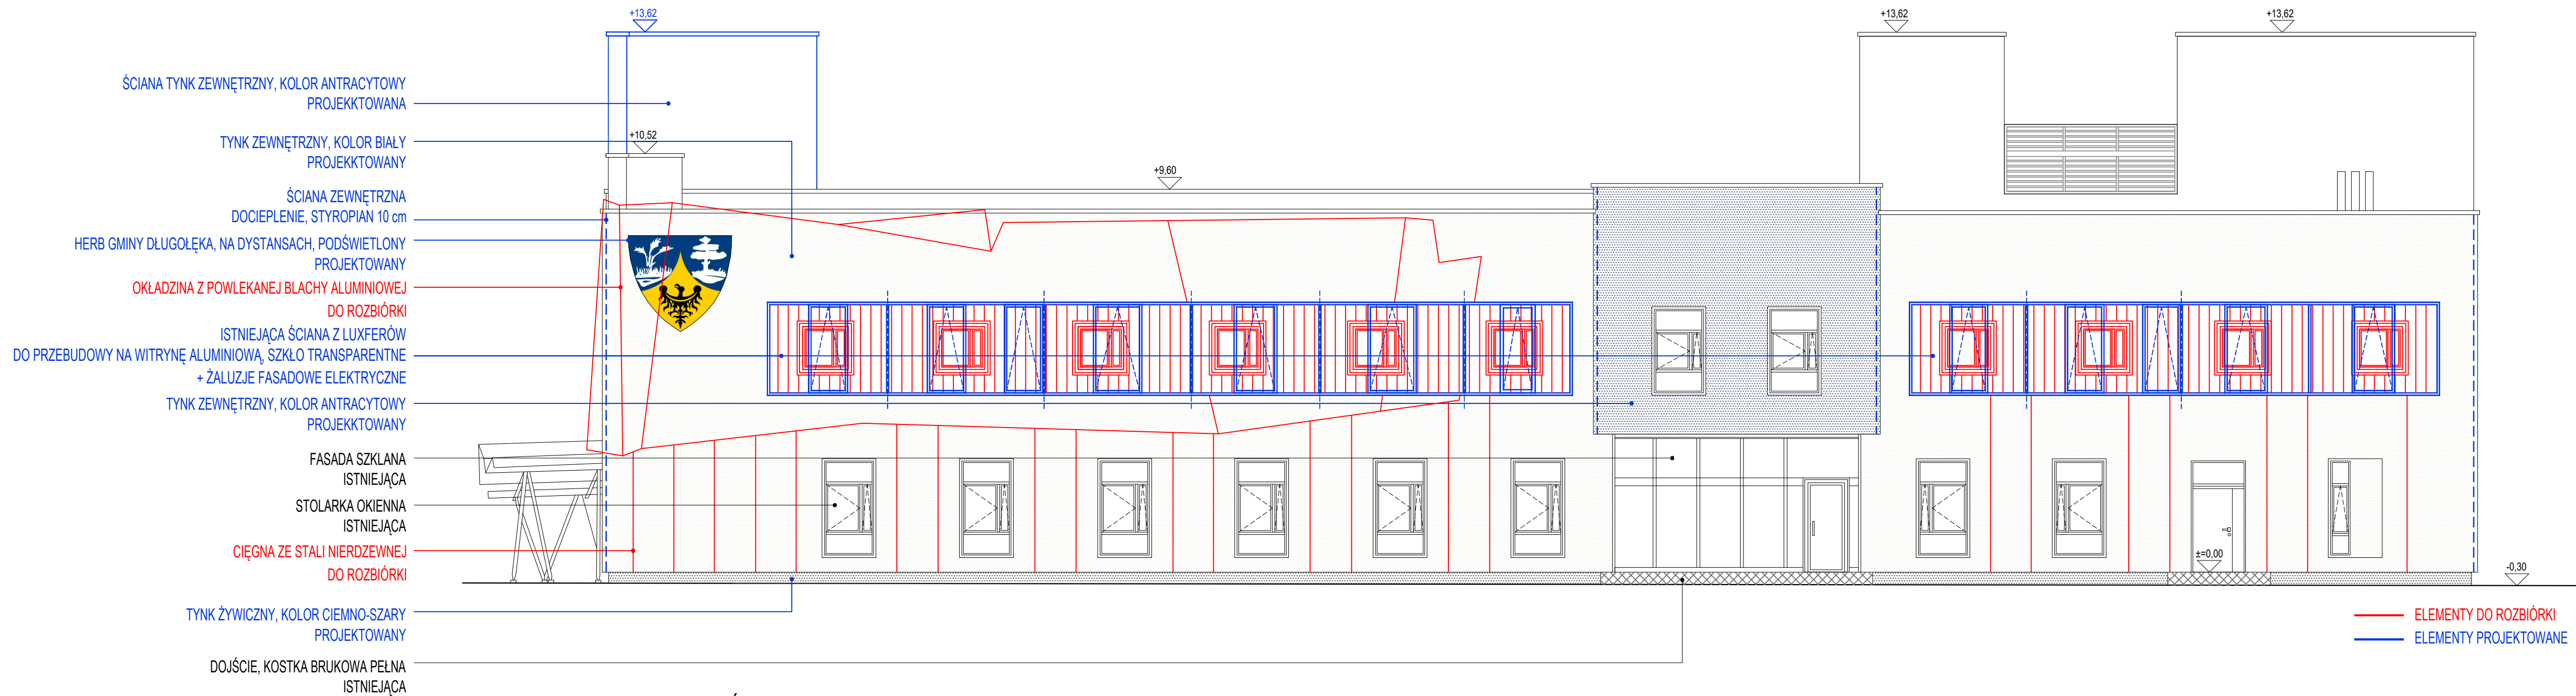 +13,62
+13,62
+13,62
ŚCIANA TYNK ZEWNĘTRZNY, KOLOR ANTRACYTOWY
PROJEKKTOWANA
+10,52
TYNK ZEWNĘTRZNY, KOLOR BIAŁY
PROJEKKTOWANY
+9,60
ŚCIANA ZEWNĘTRZNA
DOCIEPLENIE, STYROPIAN 10 cm
HERB GMINY DŁUGOŁĘKA, NA DYSTANSACH, PODŚWIETLONY
PROJEKTOWANY
OKŁADZINA Z POWLEKANEJ BLACHY ALUMINIOWEJ
DO ROZBIÓRKI
ISTNIEJĄCA ŚCIANA Z LUXFERÓW
DO PRZEBUDOWY NA WITRYNĘ ALUMINIOWĄ, SZKŁO TRANSPARENTNE
+ ŻALUZJE FASADOWE ELEKTRYCZNE
TYNK ZEWNĘTRZNY, KOLOR ANTRACYTOWY
PROJEKKTOWANY
FASADA SZKLANA
ISTNIEJĄCA
STOLARKA OKIENNA
ISTNIEJĄCA
CIĘGNA ZE STALI NIERDZEWNEJ
DO ROZBIÓRKI
±=0,00
-0,30
TYNK ŻYWICZNY, KOLOR CIEMNO-SZARY
PROJEKTOWANY
ELEMENTY DO ROZBIÓRKI
ELEMENTY PROJEKTOWANE
DOJŚCIE, KOSTKA BRUKOWA PEŁNA
ISTNIEJĄCA